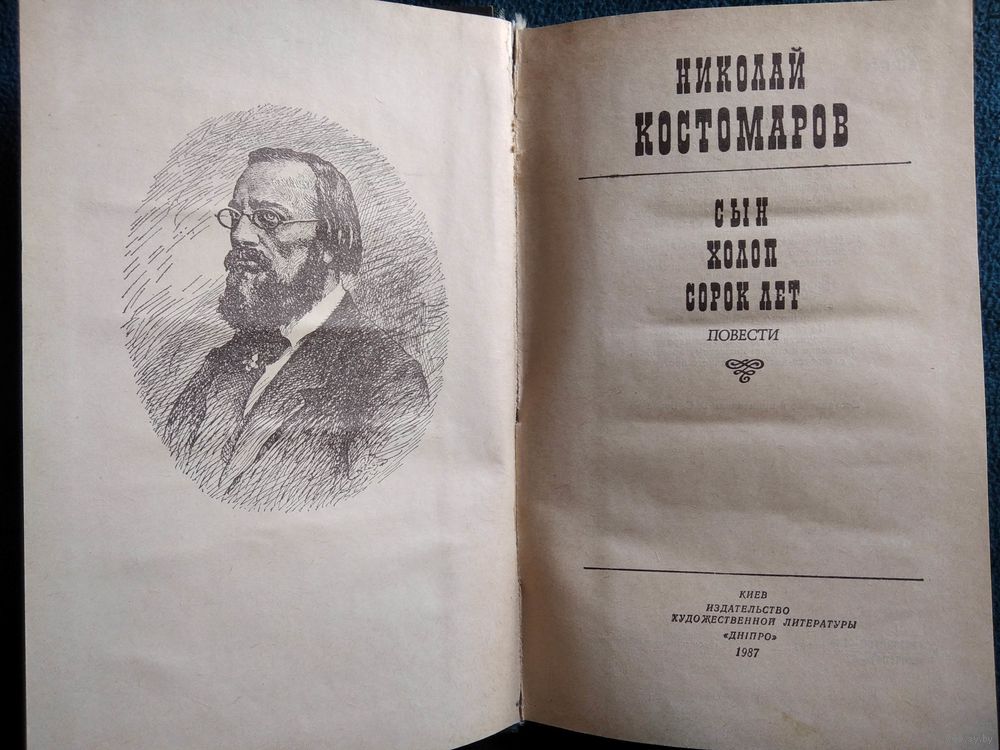 НИКОЛАЙ
КОСТОМАРОВ
СЫН
ХОЛОП
СОРОК ЛЕТ
ПОВЕСТИ
КИЕВ
ИЗДАТЕЛЬСТВО
ХУДОЖЕСТВЕННОЙ ЛИТЕРАТУРЫ
«ДНІПРО»
1987